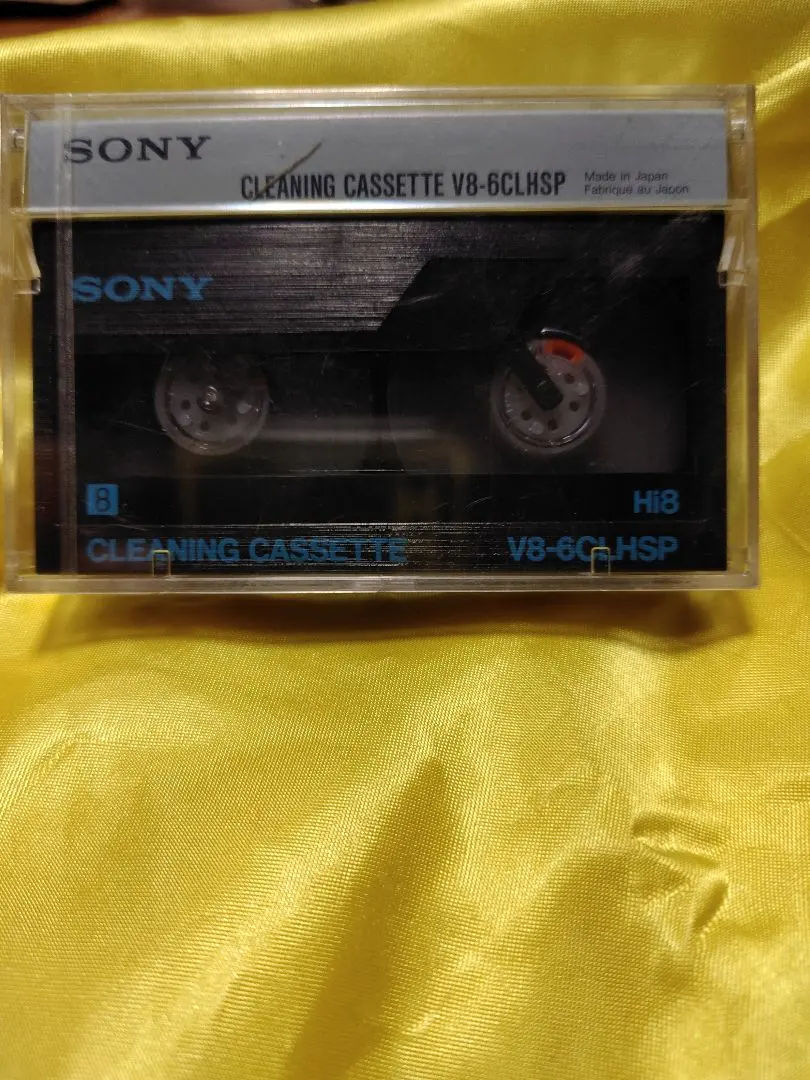 SONY
CLEANING CASSETTE V8-6CLHSP
Made in Japan
Fabriqué au Japon
SONY
8
Hi8
CLEANING CASSETTE
V8-6CLHSP